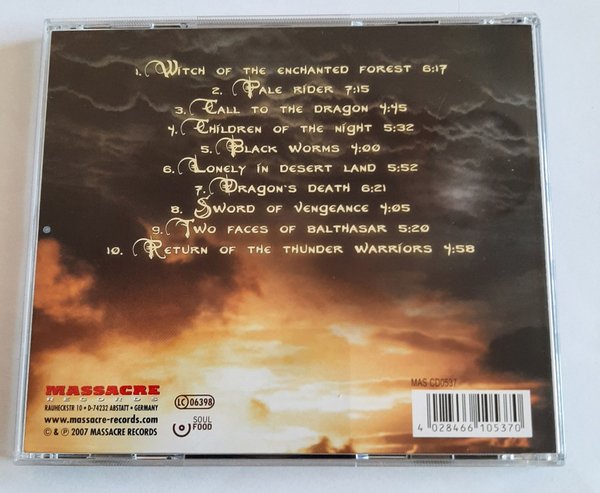 1. Witch of the enchanted forest 6:17
2. Pale rider 7:15
3. Call to the dragon 4:45
4. Children of the night 5:32
5. Black worms 4:00
6. Lonely in desert land 5:52
7. Dragon's death 6:21
8. Sword of vengeance 4:05
9. Two faces of balthasar 5:20
10. Return of the thunder warriors 4:58
MASSACRE
RECORDS
RAUHECKSTR 10 • D-74232 ABSTATT • GERMANY
www.massacre-records.com
© & ℗ 2007 MASSACRE RECORDS
LC 06398
SOUL
FOOD
MAS CD0537
4 028466 105370